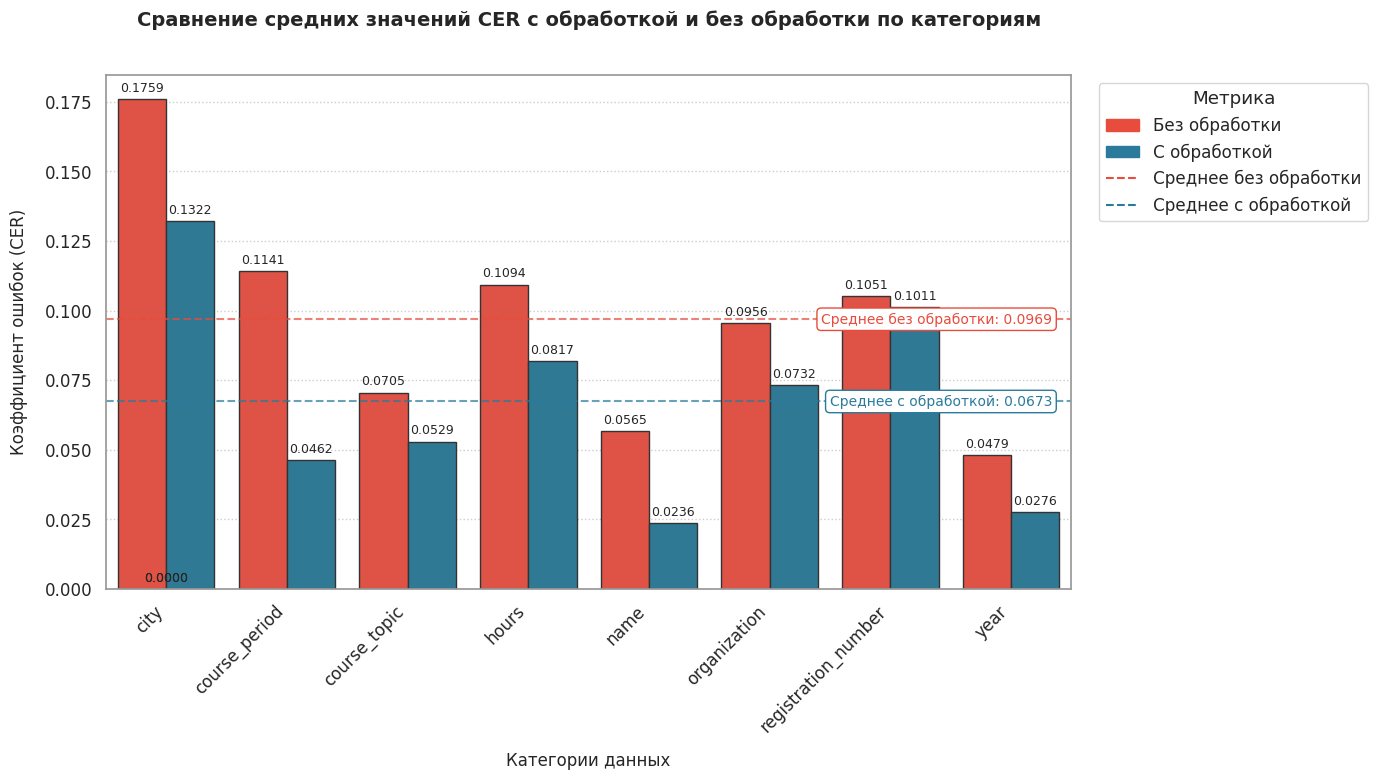 Сравнение средних значений CER с обработкой и без обработки по категориям
Коэффициент ошибок (CER)
0.175
0.150
0.125
0.100
0.075
0.050
0.025
0.000
0.1759
0.1322
0.0000
0.1141
0.0462
0.0705
0.0529
0.1094
0.0817
0.0565
0.0236
0.0956
0.0732
0.1051
0.1011
0.0479
0.0276
Среднее без обработки: 0.0969
Среднее с обработкой: 0.0673
city
course_period
course_topic
hours
name
organization
registration_number
year
Категории данных
Метрика
Без обработки
С обработкой
Среднее без обработки
Среднее с обработкой